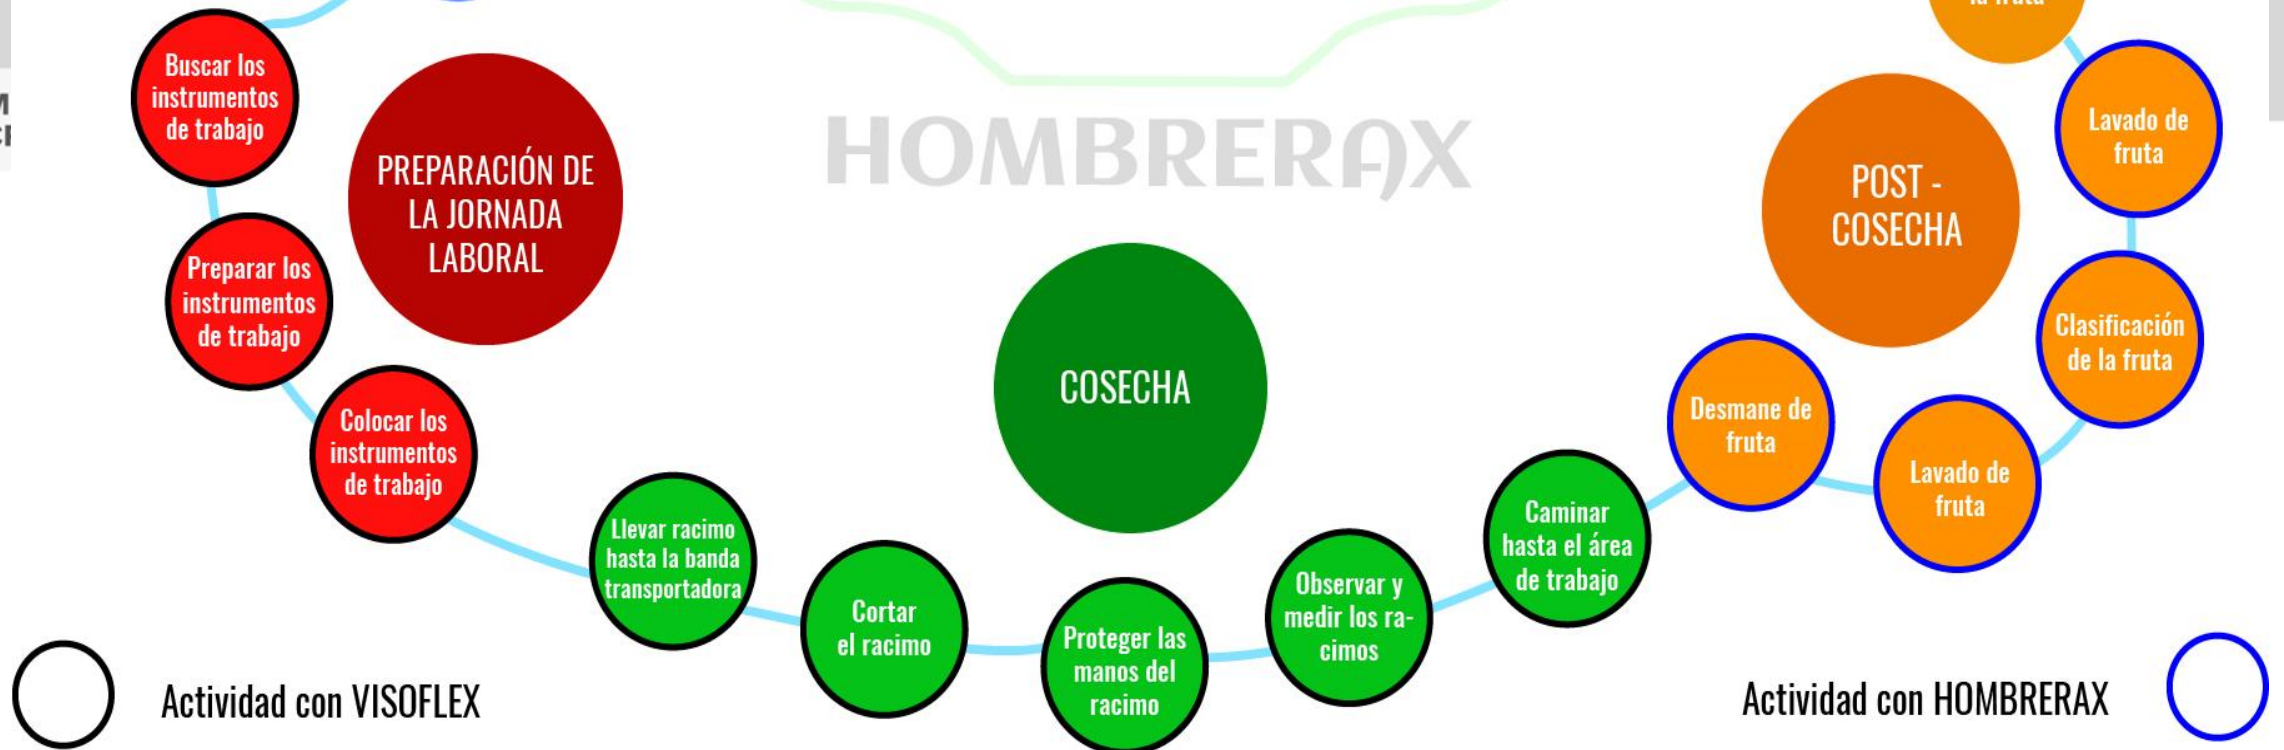 la fruta
Buscar los
instrumentos
de trabajo
Lavado de
fruta
HOMBRERAX
PREPARACIÓN DE
LA JORNADA
LABORAL
POST -
COSECHA
Preparar los
instrumentos
de trabajo
Clasificación
de la fruta
COSECHA
Colocar los
instrumentos
de trabajo
Desmane de
fruta
Lavado de
fruta
Llevar racimo
hasta la banda
transportadora
Cortar
el racimo
Proteger las
manos del
racimo
Observar y
medir los ra-
cimos
Caminar
hasta el área
de trabajo
Actividad con VISOFLEX
Actividad con HOMBRERAX